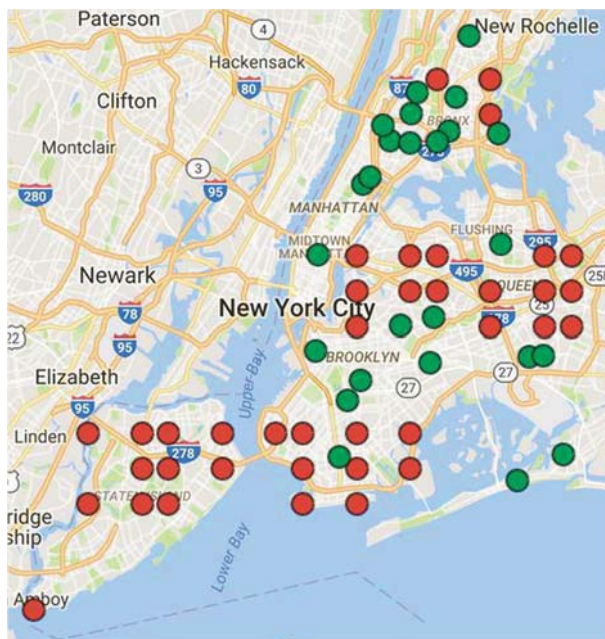 Paterson
New Rochelle
4
Hackensack
80
87
Clifton
BRONX
Montclair
3
278
95
280
MANHATTAN
FLUSHING
MIDTOWN
295
495
Newark
25B
New York City
78
25
22
95
BROOKLYN
Elizabeth
Upper Bay
27
27
95
Linden
278
STATEN ISLAND
ridge
ship
Lower Bay
Amboy